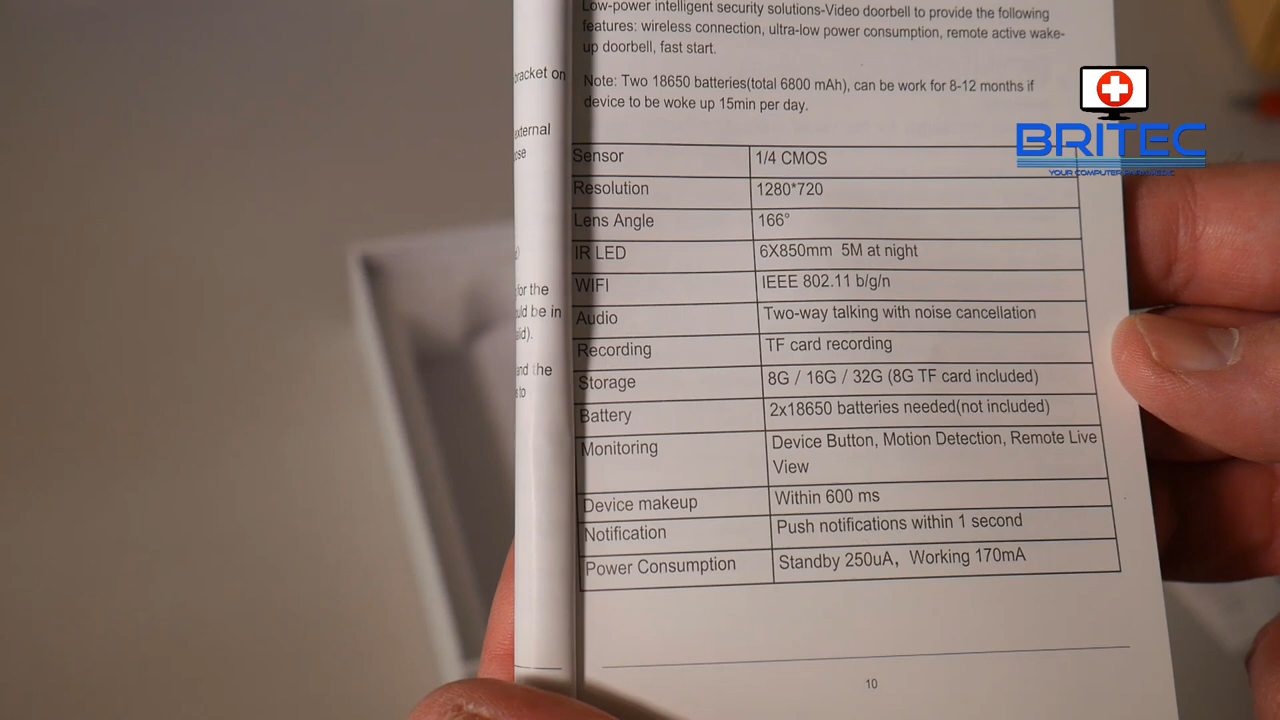 Low-power intelligent security solutions-Video doorbell to provide the following
features: wireless connection, ultra-low power consumption, remote active wake-
up doorbell, fast start.
Note: Two 18650 batteries(total 6800 mAh), can be work for 8-12 months if
device to be woke up 15min per day.
Sensor 1/4 CMOS
Resolution 1280*720
Lens Angle 166°
IR LED 6X850mm 5M at night
WIFI IEEE 802.11 b/g/n
Audio Two-way talking with noise cancellation
Recording TF card recording
Storage 8G / 16G / 32G (8G TF card included)
Battery 2x18650 batteries needed(not included)
Monitoring Device Button, Motion Detection, Remote Live
View
Device makeup Within 600 ms
Notification Push notifications within 1 second
Power Consumption Standby 250uA, Working 170mA
10
bracket on
external
for the
be in
and the
to
BRITEC
YOUR COMPUTER